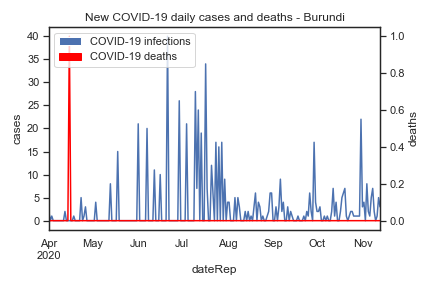 New COVID-19 daily cases and deaths - Burundi
COVID-19 infections
COVID-19 deaths
cases
40
35
30
25
20
15
10
5
0
1.0
0.8
0.6
0.4
0.2
0.0
deaths
Apr May Jun Jul Aug Sep Oct Nov
2020
dateRep